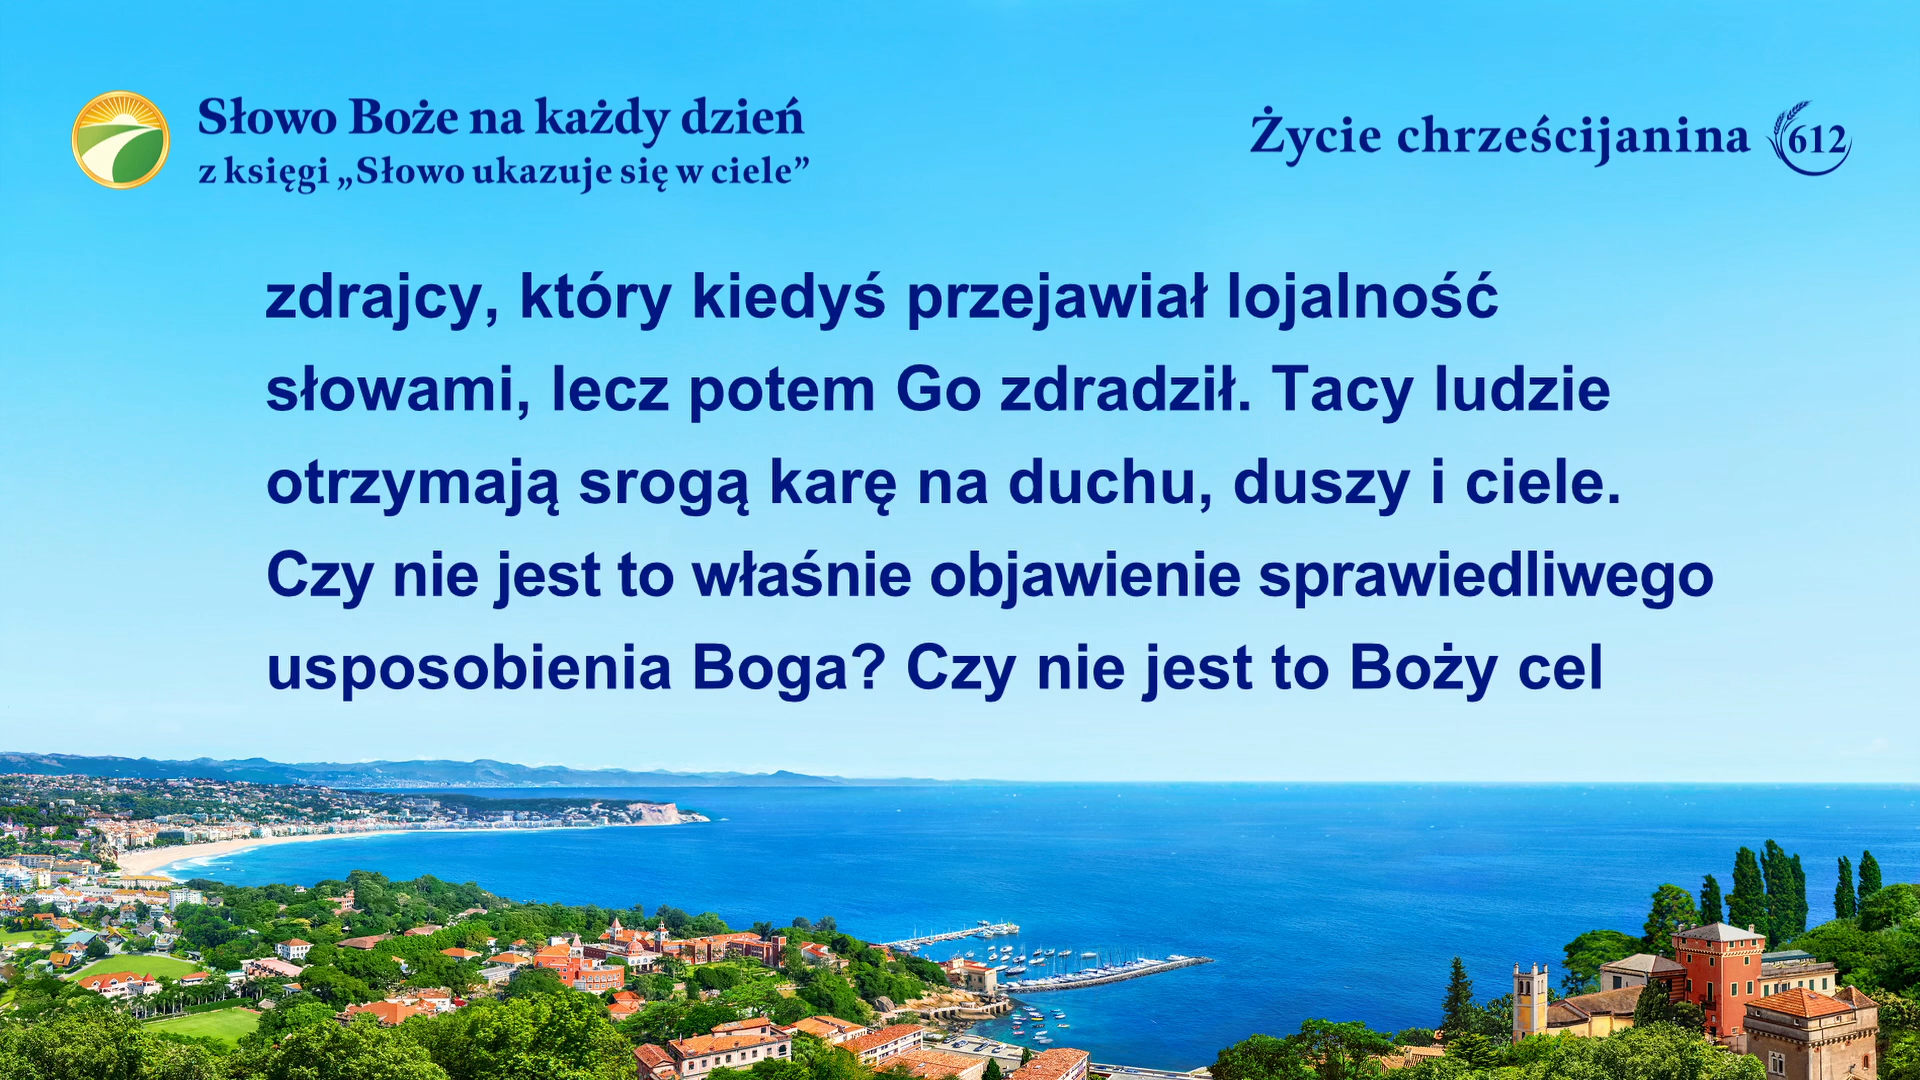 Słowo Boże na każdy dzień
z księgi „Słowo ukazuje się w ciele”
Życie chrześcijanina 612
zdrajcy, który kiedyś przejawiał lojalność
słowami, lecz potem Go zdradził. Tacy ludzie
otrzymają srogą karę na duchu, duszy i ciele.
Czy nie jest to właśnie objawienie sprawiedliwego
usposobienia Boga? Czy nie jest to Boży cel